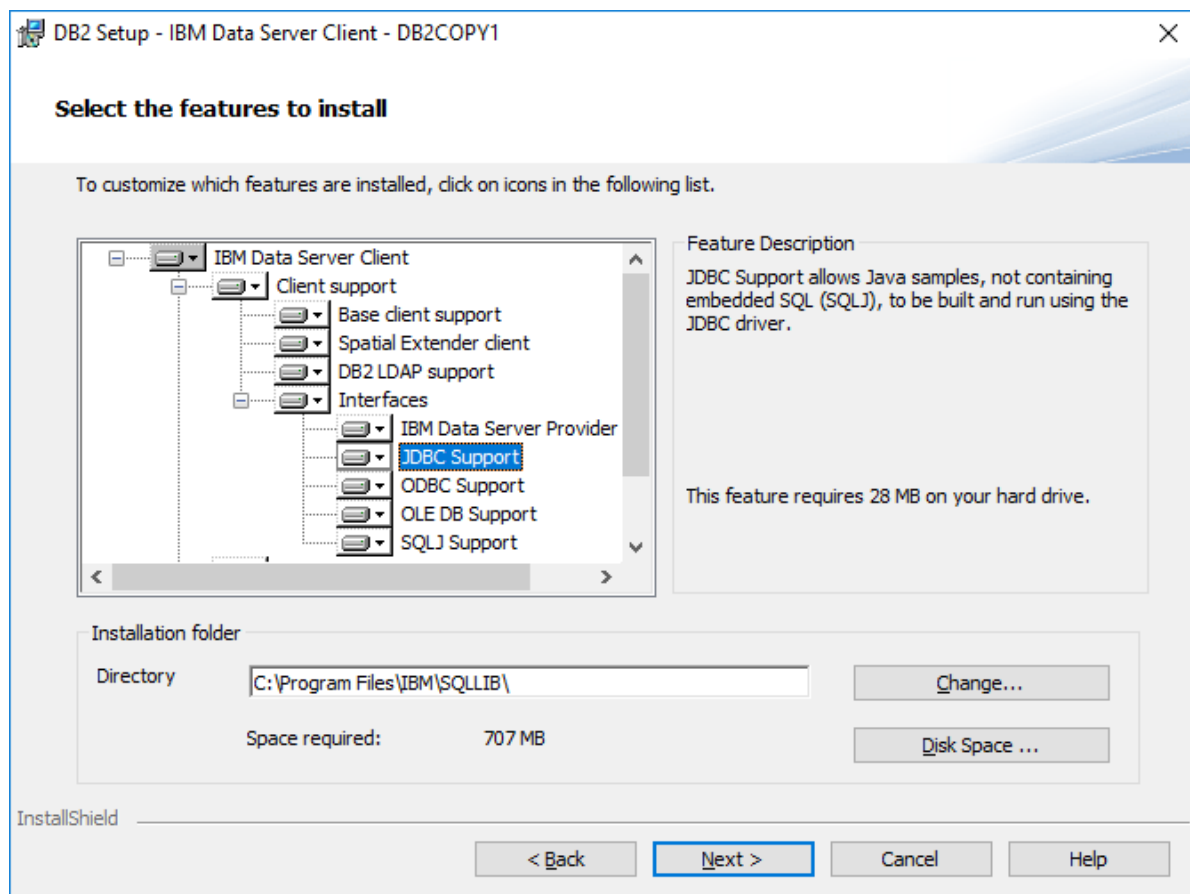 DB2 Setup - IBM Data Server Client - DB2COPY1
Select the features to install
To customize which features are installed, click on icons in the following list.
IBM Data Server Client
Client support
Base client support
Spatial Extender client
DB2 LDAP support
Interfaces
IBM Data Server Provider
JDBC Support
ODBC Support
OLE DB Support
SQLJ Support
Feature Description
JDBC Support allows Java samples, not containing
embedded SQL (SQLJ), to be built and run using the
JDBC driver.
This feature requires 28 MB on your hard drive.
Installation folder
Directory
C:\Program Files\IBM\SQLLIB\
Change...
Space required: 707 MB
Disk Space ...
InstallShield
< Back
Next >
Cancel
Help